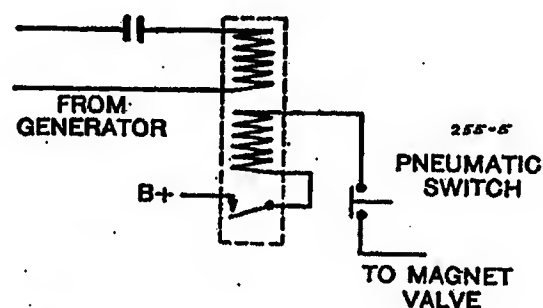 FROM
GENERATOR
255-5
PNEUMATIC
SWITCH
B+
TO MAGNET
VALVE